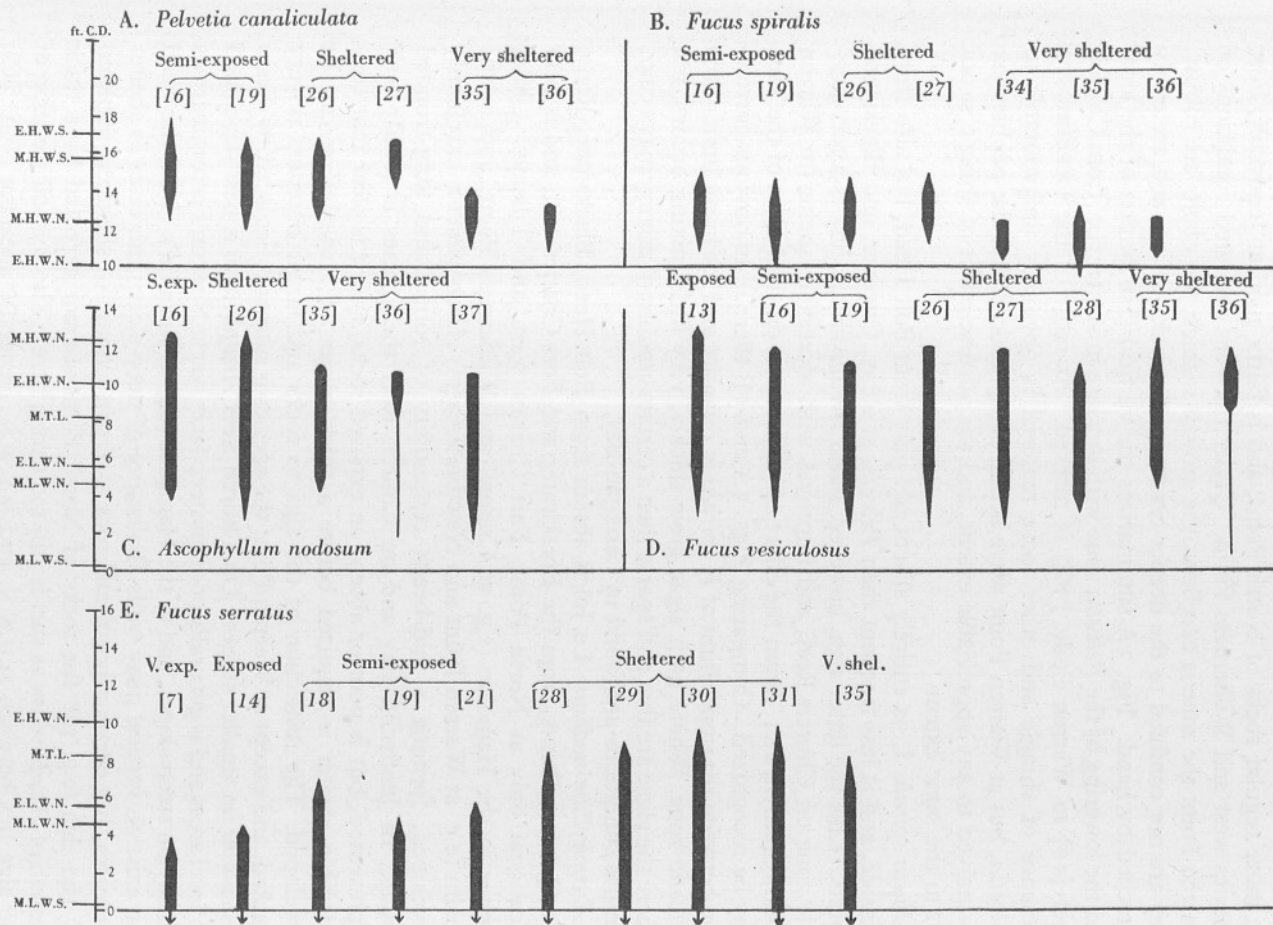 A. Pelvetia canaliculata
B. Fucus spiralis
ft. C.D.
Semi-exposed Sheltered Very sheltered
Semi-exposed Sheltered Very sheltered
[16] [19] [26] [27] [35] [36]
[16] [19] [26] [27] [34] [35] [36]
20
18
E.H.W.S.
16
M.H.W.S.
14
M.H.W.N.
12
E.H.W.N.
10
S.exp. Sheltered Very sheltered
Exposed Semi-exposed Sheltered Very sheltered
[16] [26] [35] [36] [37]
[13] [16] [19] [26] [27] [28] [35] [36]
14
M.H.W.N.
12
E.H.W.N.
10
M.T.L.
8
6
E.L.W.N.
M.L.W.N.
4
2
M.L.W.S.
0
C. Ascophyllum nodosum
D. Fucus vesiculosus
16
E. Fucus serratus
14
12
V. exp. Exposed Semi-exposed Sheltered V. shel.
[7] [14] [18] [19] [21] [28] [29] [30] [31] [35]
E.H.W.N.
10
M.T.L.
8
E.L.W.N.
6
M.L.W.N.
4
2
M.L.W.S.
0